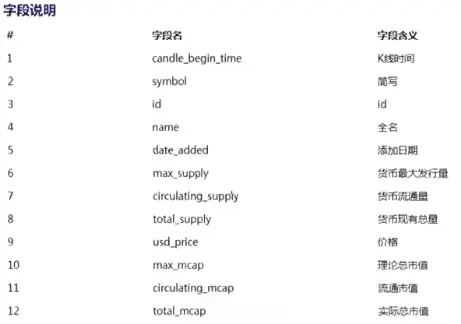 字段说明
# 字段名 字段含义
1 candle_begin_time K线时间
2 symbol 简写
3 id id
4 name 全名
5 date_added 添加日期
6 max_supply 货币最大发行量
7 circulating_supply 货币流通量
8 total_supply 货币现有总量
9 usd_price 价格
10 max_mcap 理论总市值
11 circulating_mcap 流通市值
12 total_mcap 实际总市值